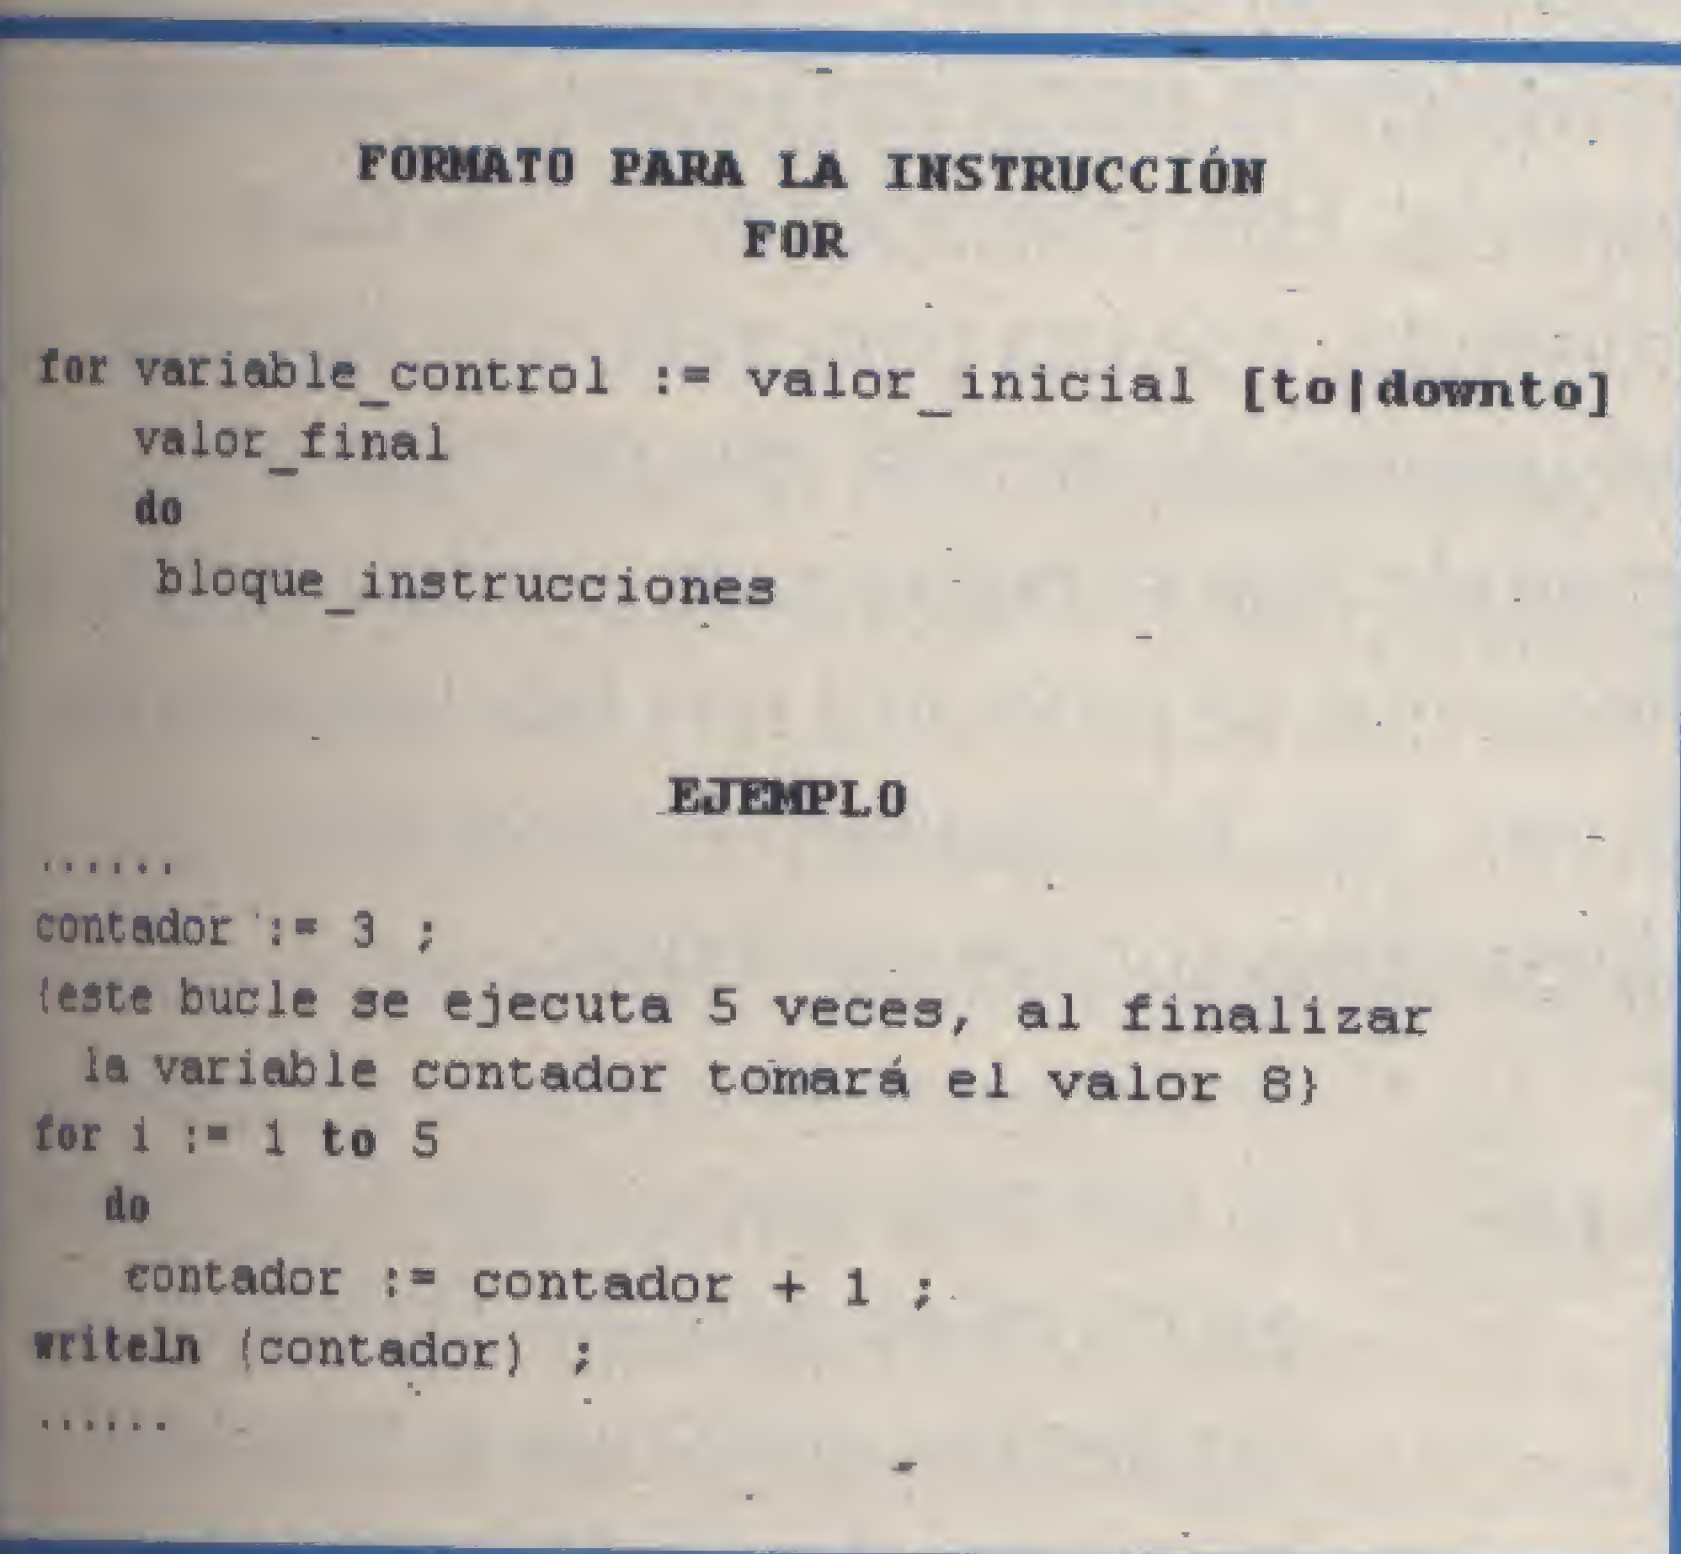 FORMATO PARA LA INSTRUCCIÓN
FOR
for variable_control := valor_inicial [to|downto]
valor_final
do
bloque_instrucciones
EJEMPLO
......
contador := 3 ;
{este bucle se ejecuta 5 veces, al finalizar
la variable contador tomará el valor 8}
for i := 1 to 5
do
contador := contador + 1 ;
writeln (contador) ;
......